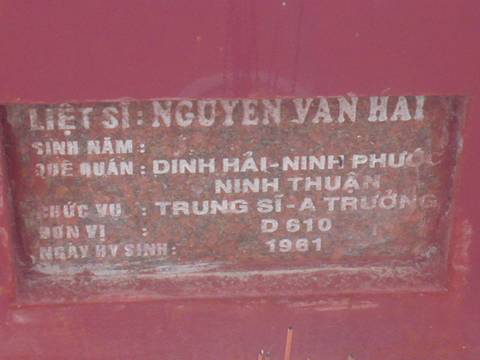 LIỆT SĨ : NGUYỄN VĂN HAI
SINH NĂM :
QUÊ QUÁN : DINH HẢI-NINH PHƯỚC
NINH THUẬN
CHỨC VỤ : TRUNG SĨ-A TRƯỞNG
ĐƠN VỊ : D 610
NGÀY HY SINH: 1961